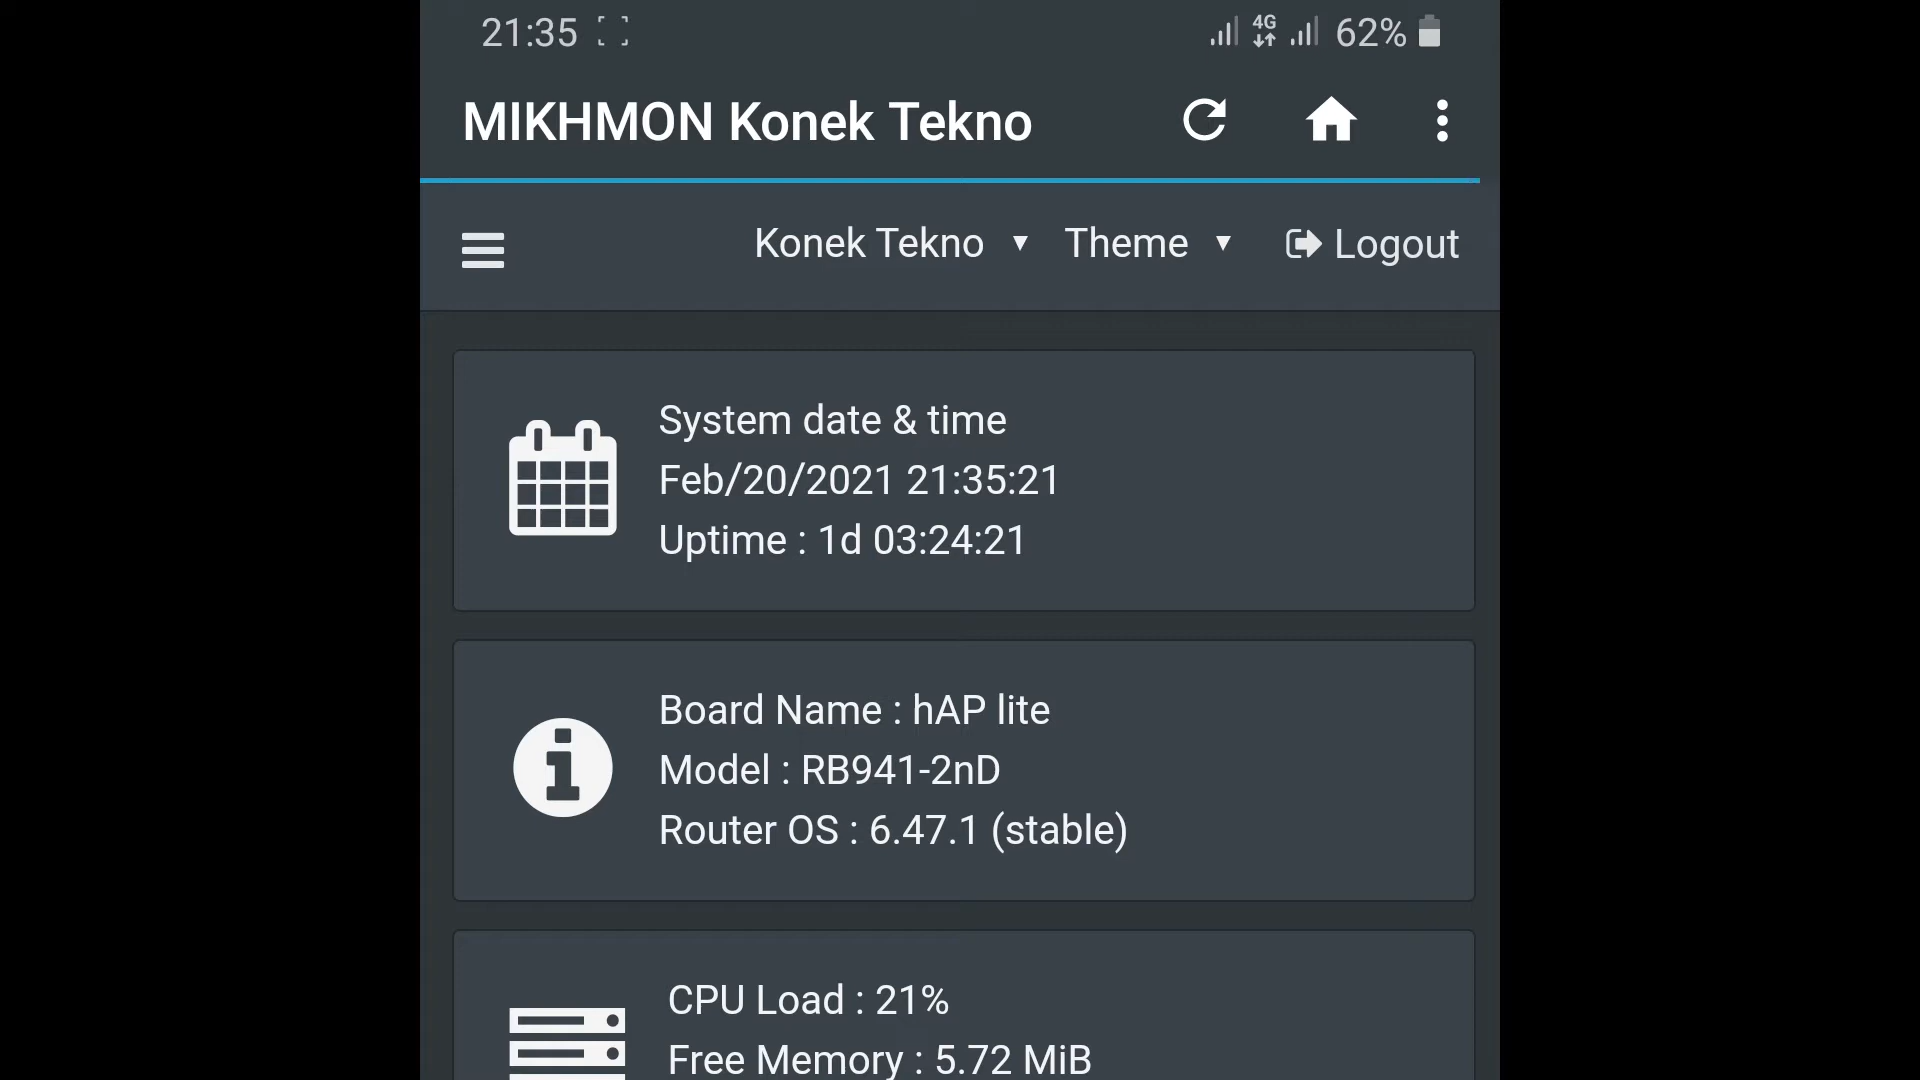 21:35 4G 62%
MIKHMON Konek Tekno
Konek Tekno ▼ Theme ▼ Logout
System date & time
Feb/20/2021 21:35:21
Uptime : 1d 03:24:21
Board Name : hAP lite
Model : RB941-2nD
Router OS : 6.47.1 (stable)
CPU Load : 21%
Free Memory : 5.72 MiB